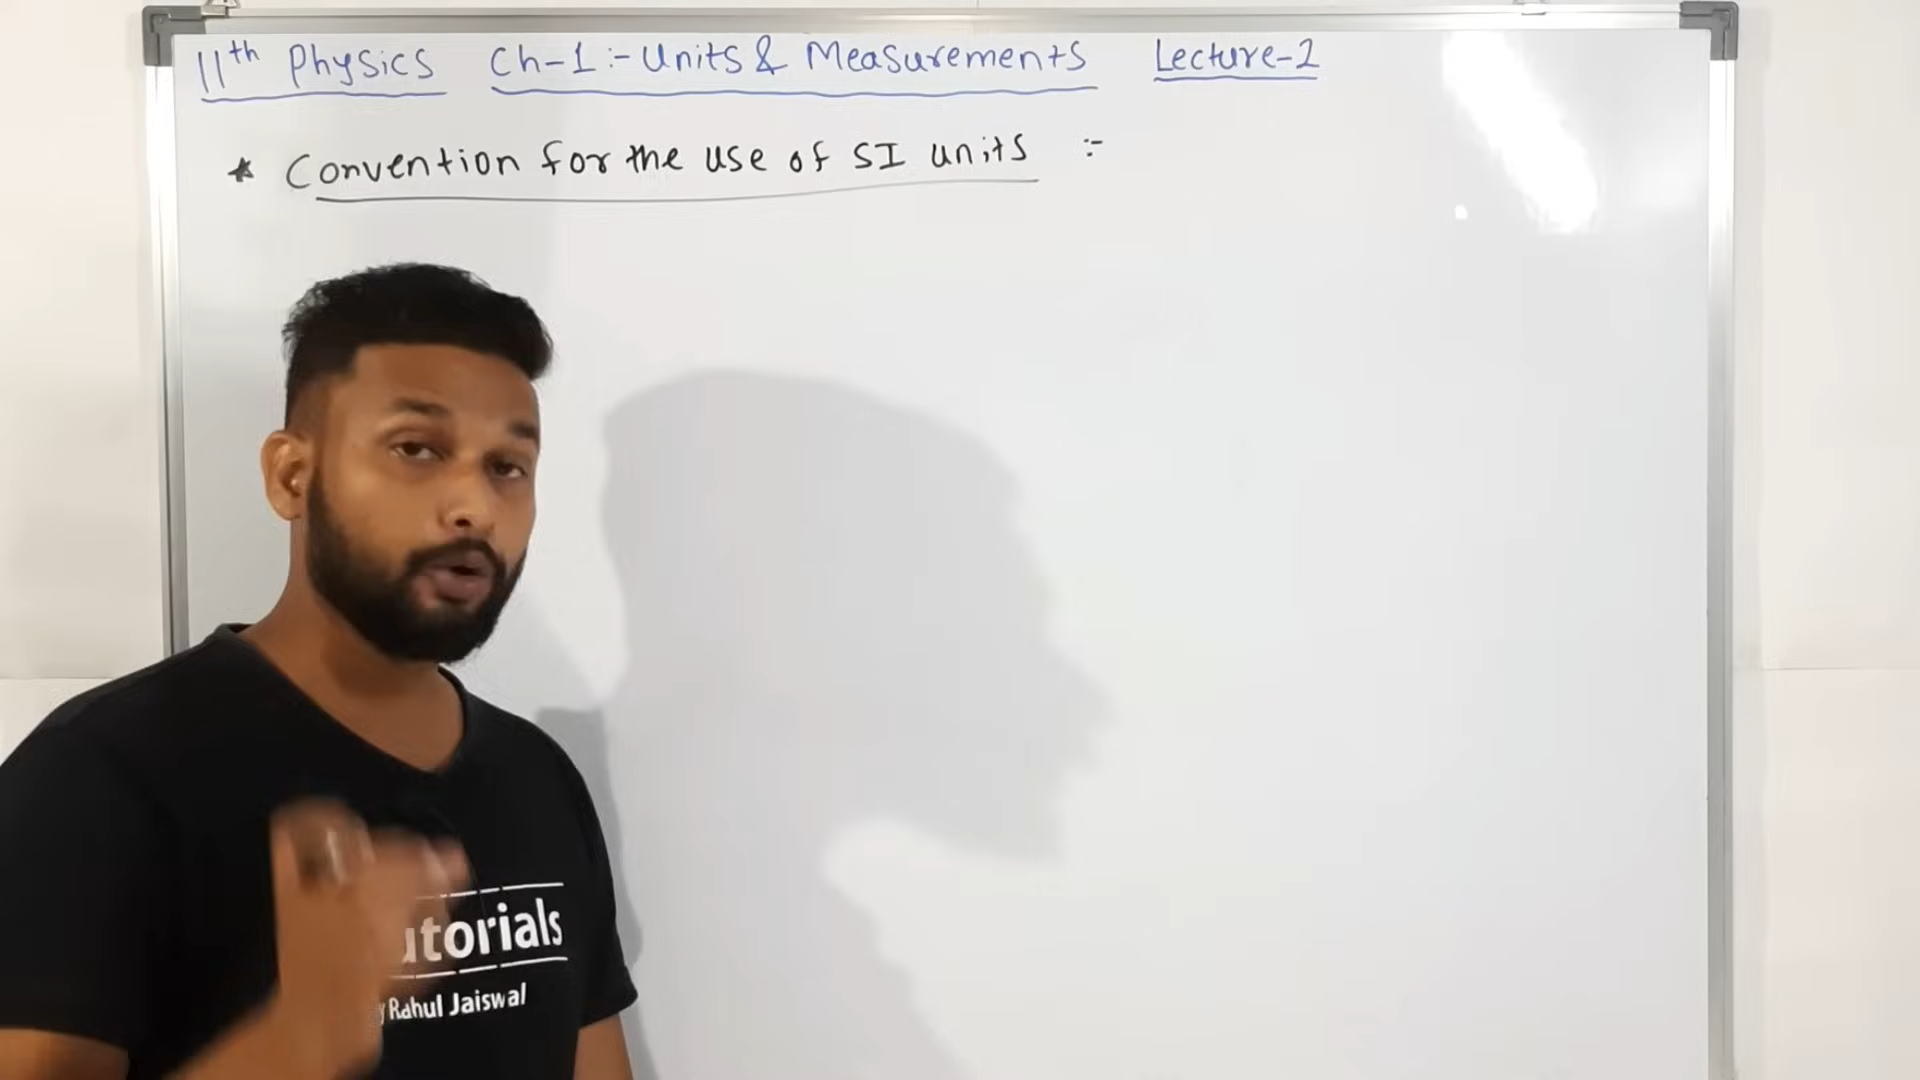 11th Physics Ch-1:- Units & Measurements Lecture-2
* Convention for the use of SI units :-
utorials
y Rahul Jaiswal